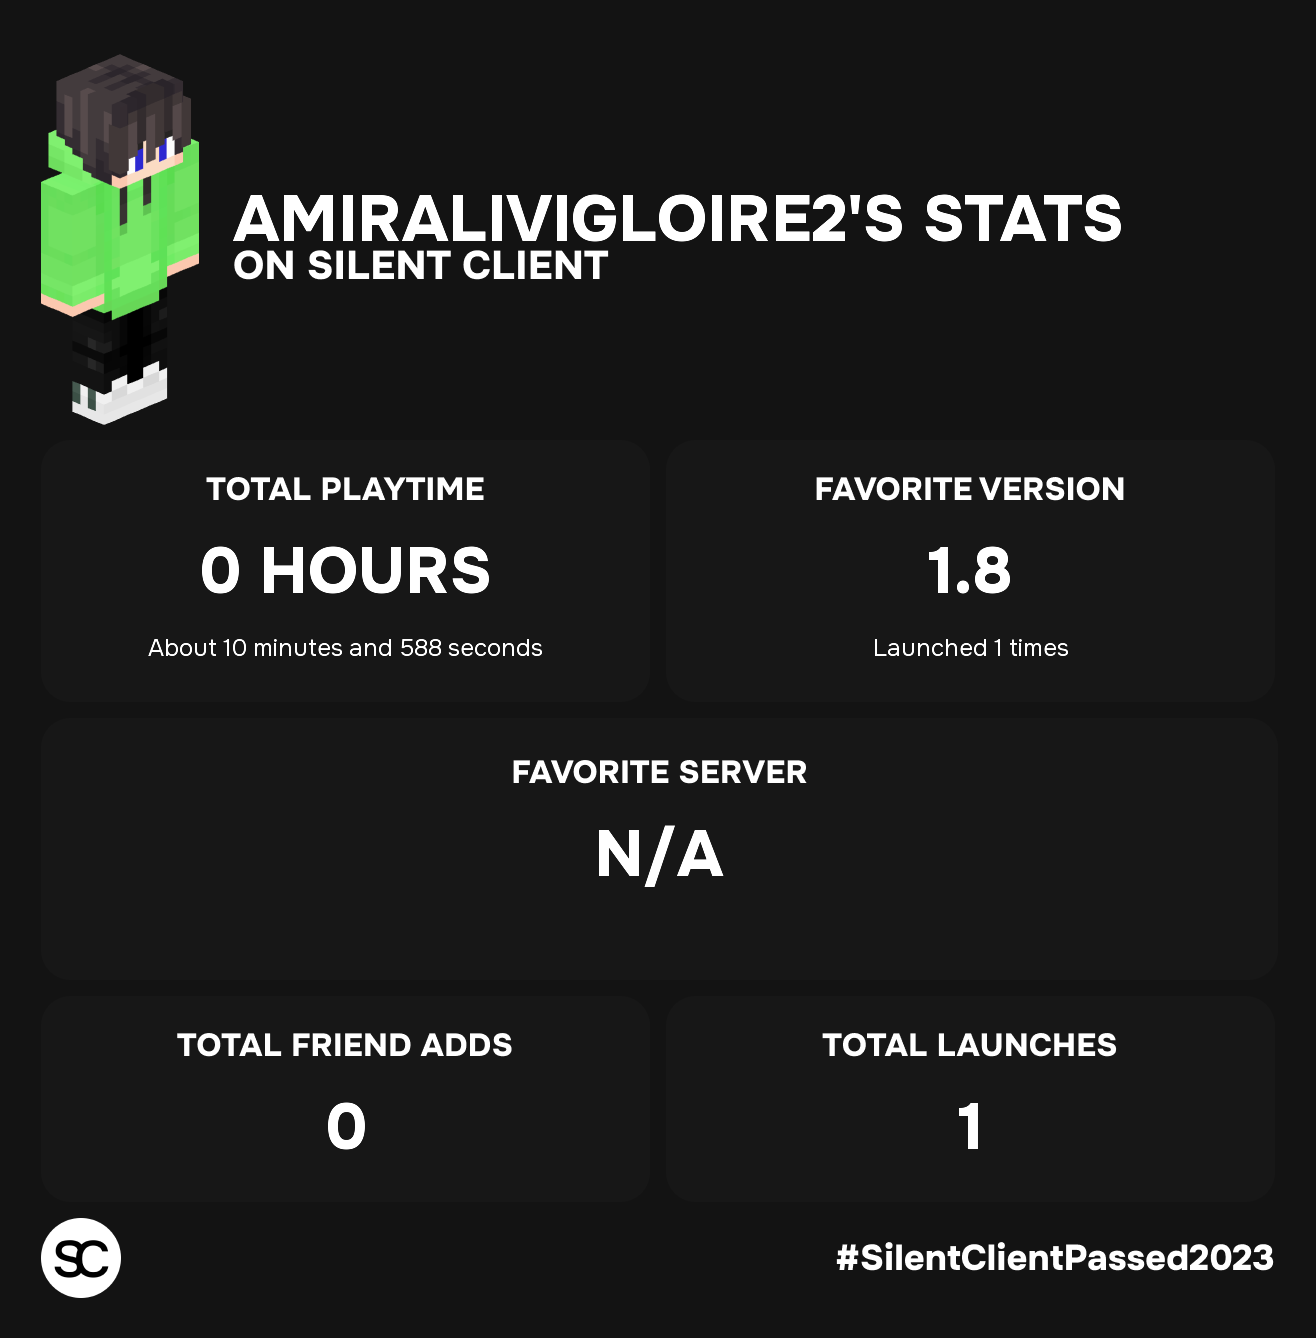 AMIRALIVIGLOIRE2'S STATS
ON SILENT CLIENT
TOTAL PLAYTIME
0 HOURS
About 10 minutes and 588 seconds
FAVORITE VERSION
1.8
Launched 1 times
FAVORITE SERVER
N/A
TOTAL FRIEND ADDS
0
TOTAL LAUNCHES
1
SC
#SilentClientPassed2023